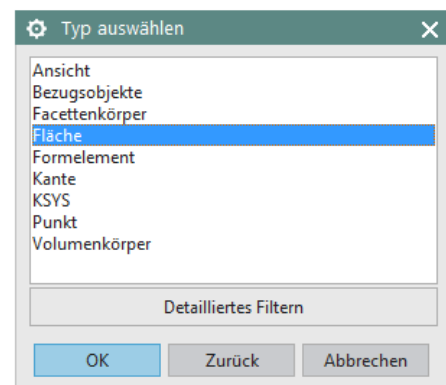 Typ auswählen
Ansicht
Bezugsobjekte
Facettenkörper
Fläche
Formelement
Kante
KSYS
Punkt
Volumenkörper
Detailliertes Filtern
OK Zurück Abbrechen